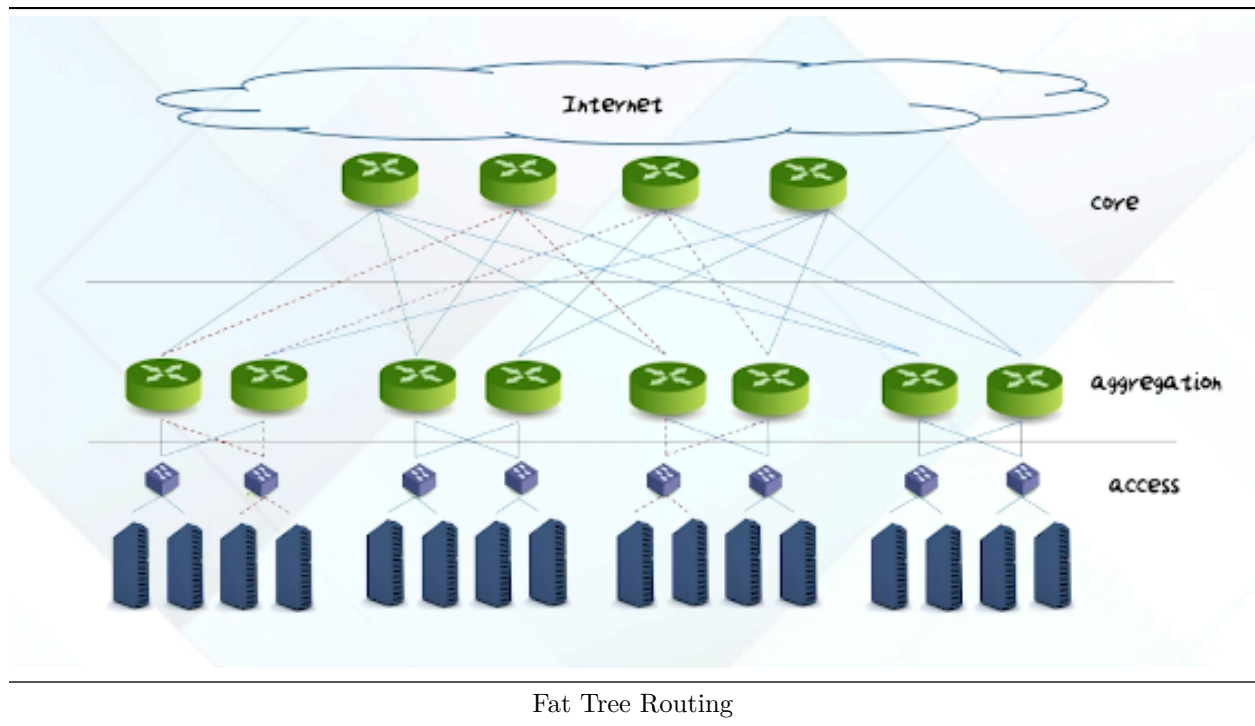 Internet
core
aggregation
access
Fat Tree Routing